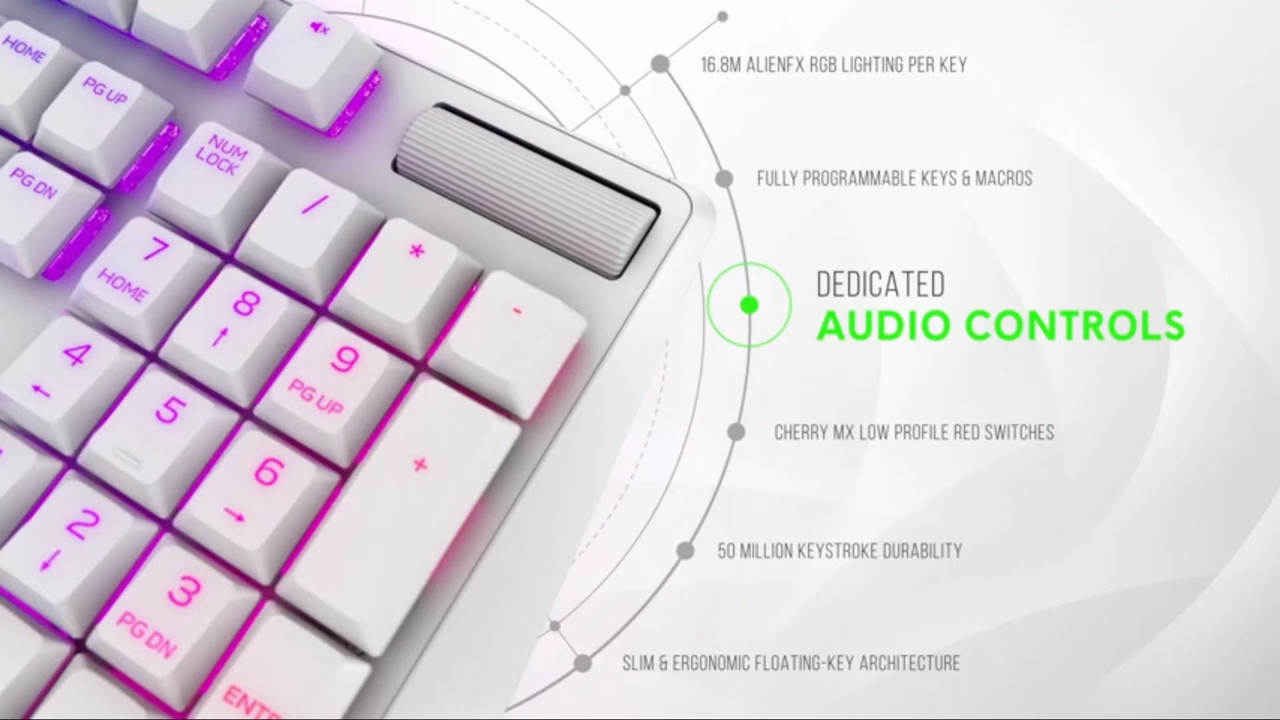 HOME
PG UP
PG DN
NUM
LOCK
/
*
-
7
HOME
8
↑
9
PG UP
+
4
←
5
6
→
2
↓
3
PG DN
16.8M ALIENFX RGB LIGHTING PER KEY
FULLY PROGRAMMABLE KEYS & MACROS
DEDICATED
AUDIO CONTROLS
CHERRY MX LOW PROFILE RED SWITCHES
50 MILLION KEYSTROKE DURABILITY
SLIM & ERGONOMIC FLOATING-KEY ARCHITECTURE